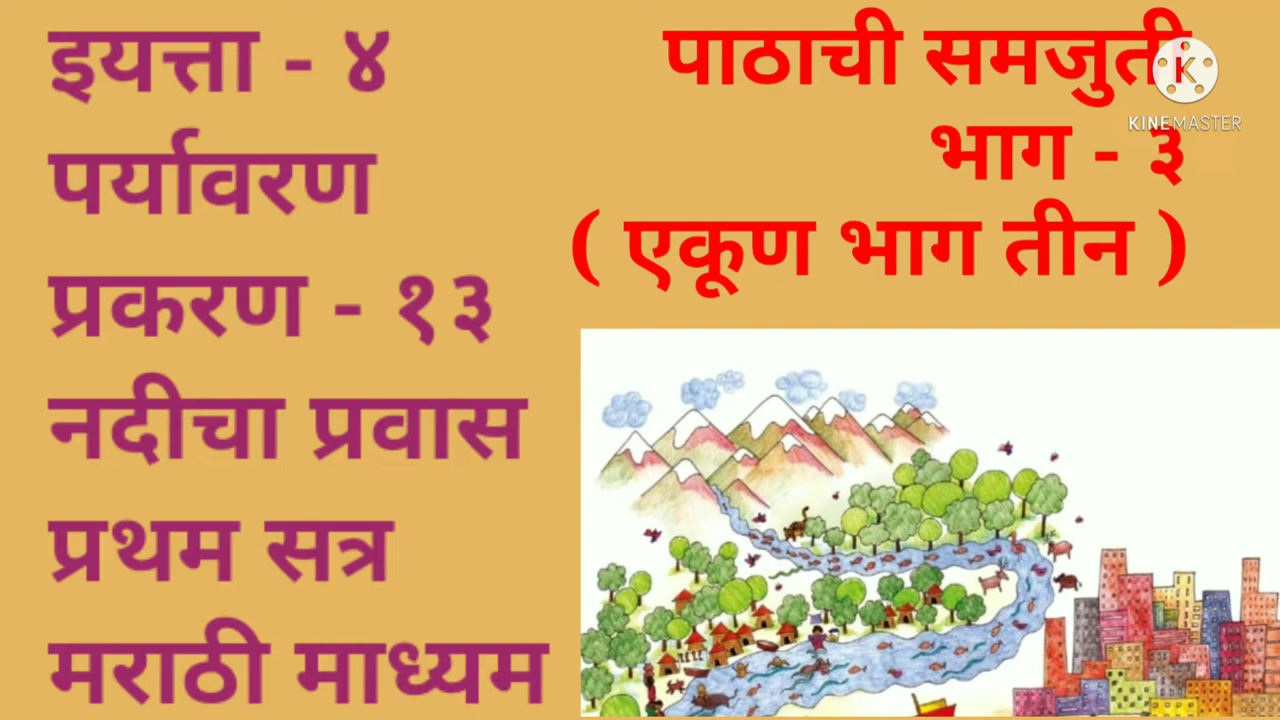 इयत्ता - ४
पर्यावरण
प्रकरण - १३
नदीचा प्रवास
प्रथम सत्र
मराठी माध्यम
पाठाची समजुती
भाग - ३
( एकूण भाग तीन )
K
KINEMASTER